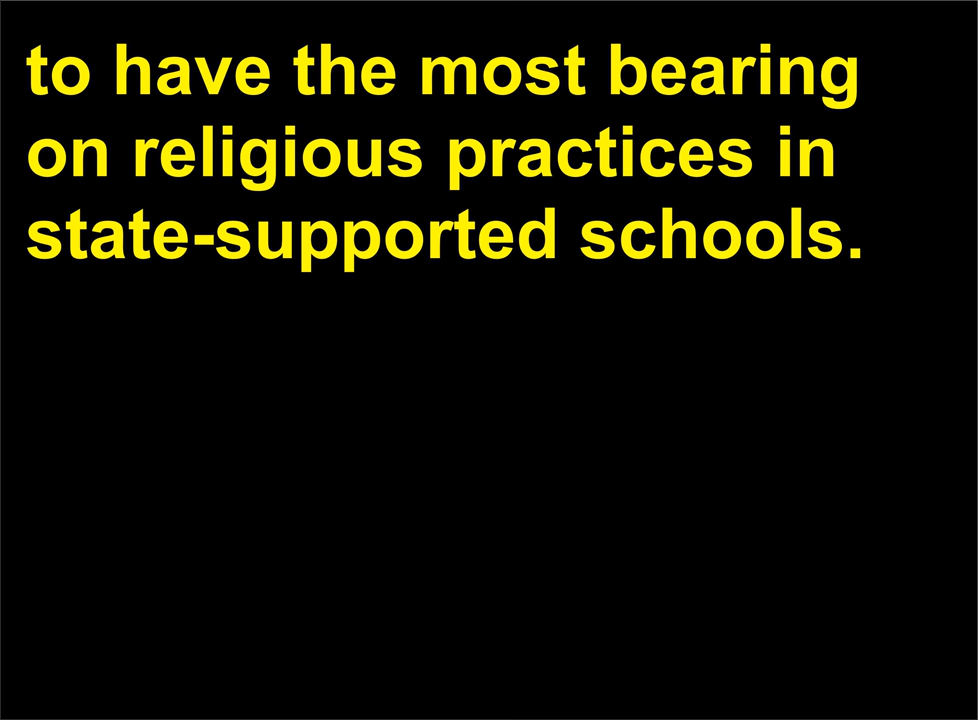 to have the most bearing
on religious practices in
state-supported schools.